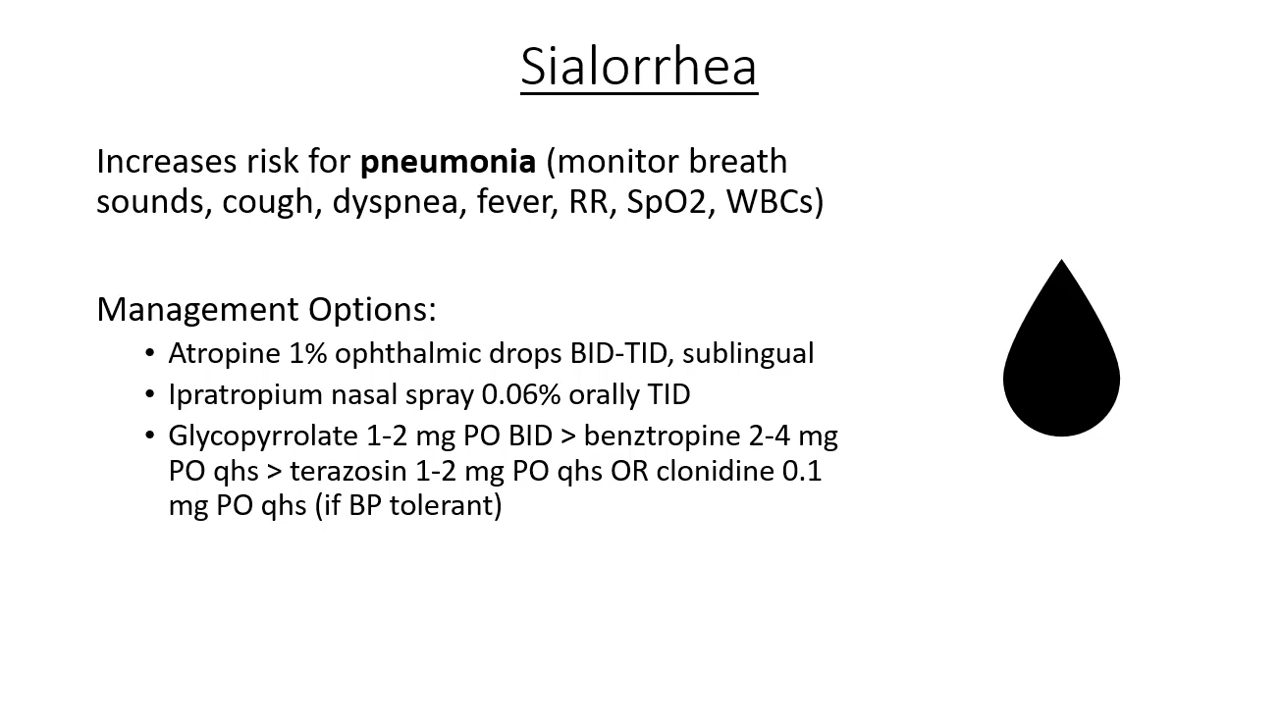 Sialorrhea
Increases risk for pneumonia (monitor breath
sounds, cough, dyspnea, fever, RR, SpO2, WBCs)
Management Options:
• Atropine 1% ophthalmic drops BID-TID, sublingual
• Ipratropium nasal spray 0.06% orally TID
• Glycopyrrolate 1-2 mg PO BID > benztropine 2-4 mg
PO qhs > terazosin 1-2 mg PO qhs OR clonidine 0.1
mg PO qhs (if BP tolerant)